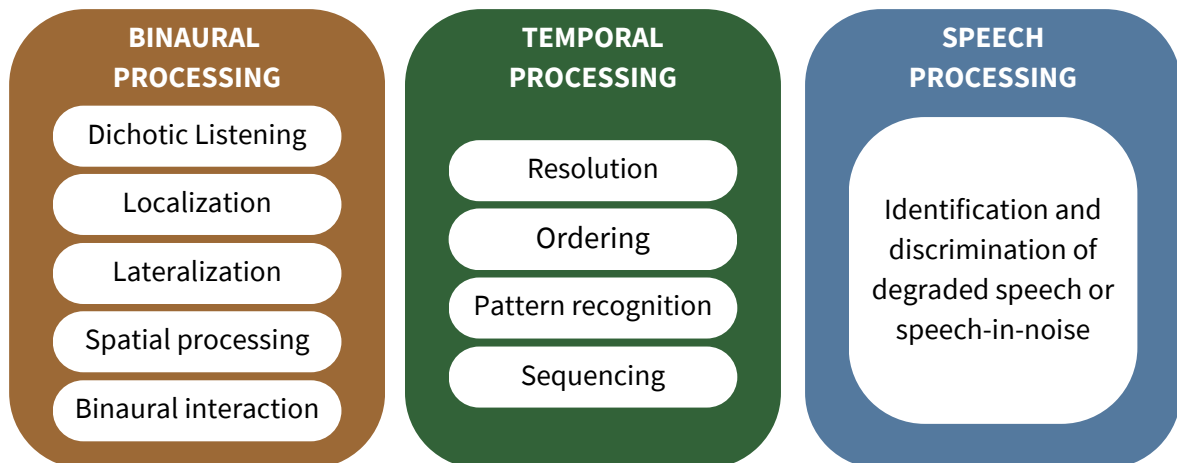 BINAURAL
PROCESSING
Dichotic Listening
Localization
Lateralization
Spatial processing
Binaural interaction
TEMPORAL
PROCESSING
Resolution
Ordering
Pattern recognition
Sequencing
SPEECH
PROCESSING
Identification and
discrimination of
degraded speech or
speech-in-noise